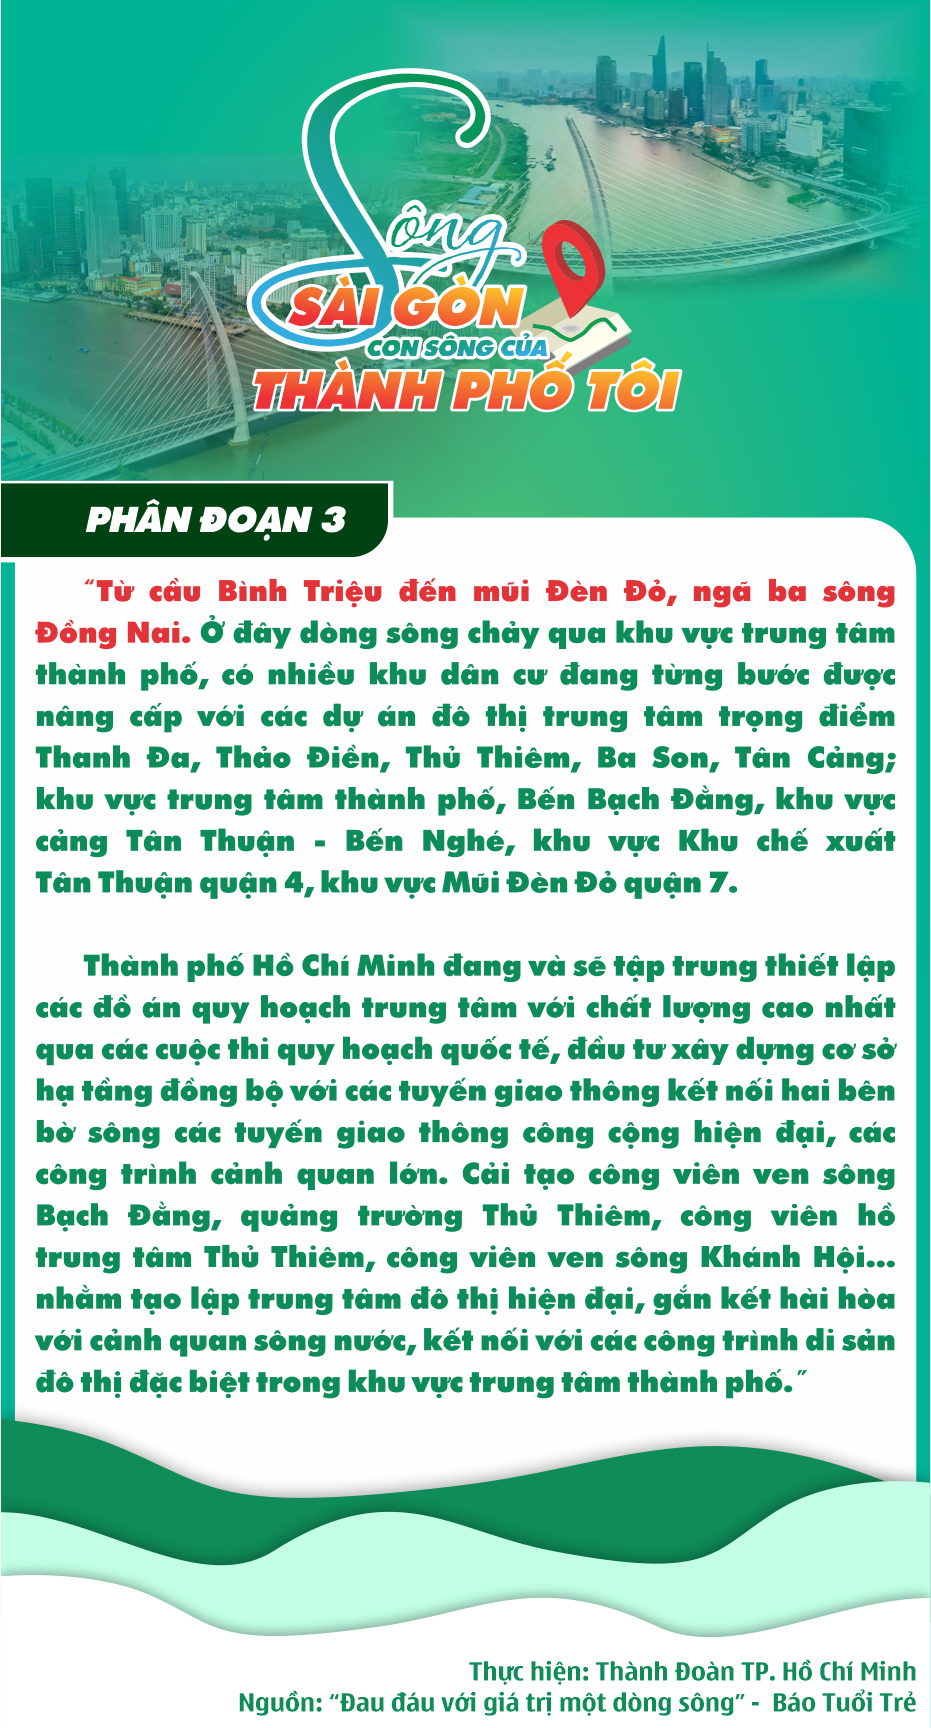 Sông
SÀI GÒN
CON SÔNG CỦA
THÀNH PHỐ TÔI
PHÂN ĐOẠN 3
“Từ cầu Bình Triệu đến mũi Đèn Đỏ, ngã ba sông
Đồng Nai. Ở đây dòng sông chảy qua khu vực trung tâm
thành phố, có nhiều khu dân cư đang từng bước được
nâng cấp với các dự án đô thị trung tâm trọng điểm
Thanh Đa, Thảo Điền, Thủ Thiêm, Ba Son, Tân Cảng;
khu vực trung tâm thành phố, Bến Bạch Đằng, khu vực
cảng Tân Thuận - Bến Nghé, khu vực Khu chế xuất
Tân Thuận quận 4, khu vực Mũi Đèn Đỏ quận 7.
Thành phố Hồ Chí Minh đang và sẽ tập trung thiết lập
các đồ án quy hoạch trung tâm với chất lượng cao nhất
qua các cuộc thi quy hoạch quốc tế, đầu tư xây dựng cơ sở
hạ tầng đồng bộ với các tuyến giao thông kết nối hai bên
bờ sông các tuyến giao thông công cộng hiện đại, các
công trình cảnh quan lớn. Cải tạo công viên ven sông
Bạch Đằng, quảng trường Thủ Thiêm, công viên hồ
trung tâm Thủ Thiêm, công viên ven sông Khánh Hội...
nhằm tạo lập trung tâm đô thị hiện đại, gắn kết hài hòa
với cảnh quan sông nước, kết nối với các công trình di sản
đô thị đặc biệt trong khu vực trung tâm thành phố.”
Thực hiện: Thành Đoàn TP. Hồ Chí Minh
Nguồn: “Đau đáu với giá trị một dòng sông” - Báo Tuổi Trẻ